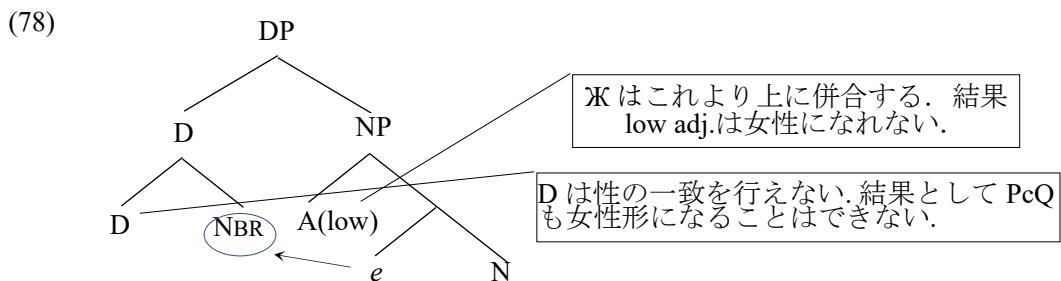 (78)
DP
Ж はこれより上に併合する. 結果
low adj.は女性になれない.
D
NP
D は性の一致を行えない. 結果として PcQ
も女性形になることはできない.
D
NBR
A(low)
e
N